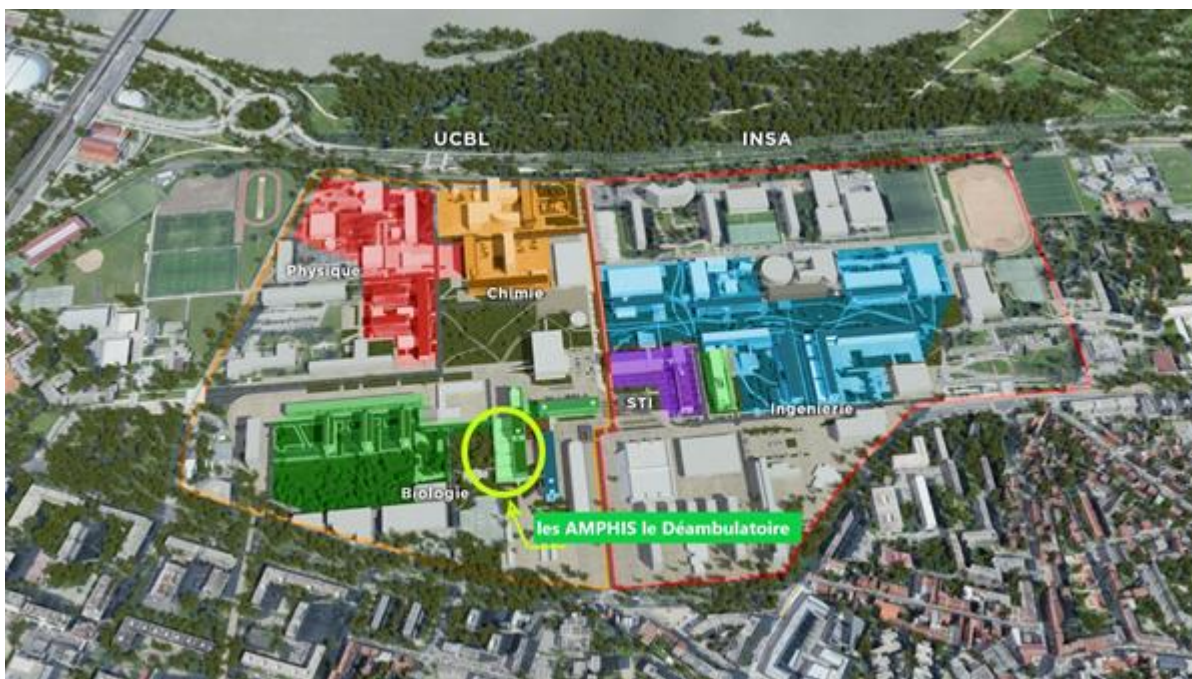 UCBL
INSA
Physique
Chimie
STI
Ingénierie
Biologie
les AMPHIS le Déambulatoire